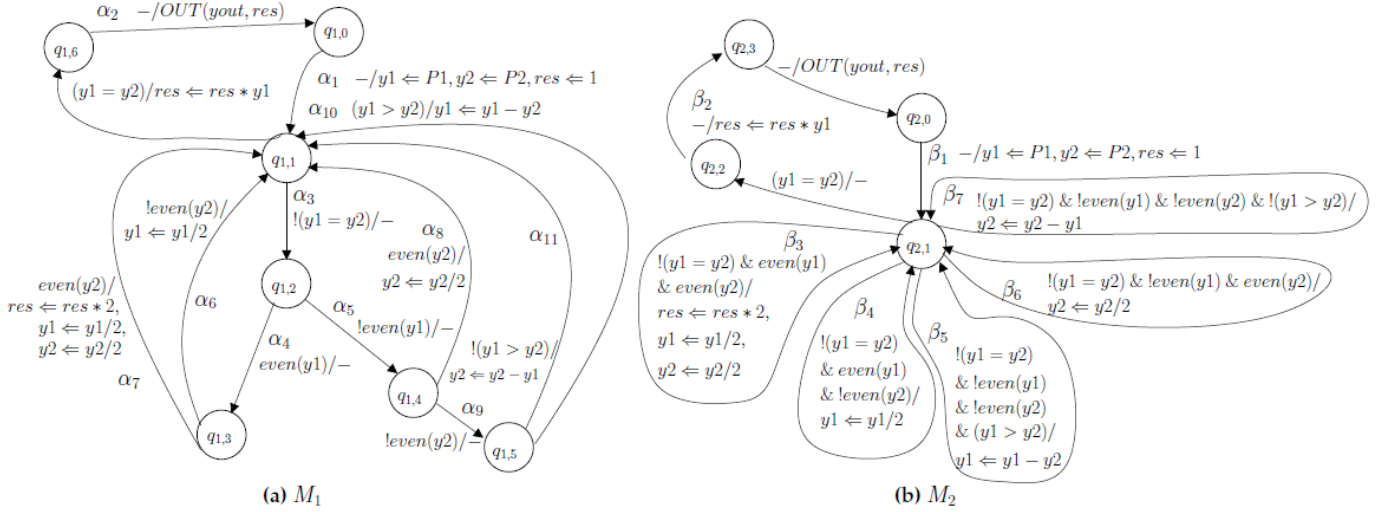 α₂ −/OUT(yout, res)
q₁,₆
q₁,₀
α₁ −/y1 ⇐ P1, y2 ⇐ P2, res ⇐ 1
(y1 = y2)/res ⇐ res * y1
α₁₀ (y1 > y2)/y1 ⇐ y1 − y2
q₁,₁
α₃
!(y1 = y2)/−
!even(y2)/
y1 ⇐ y1/2
α₈
even(y2)/
y2 ⇐ y2/2
α₁₁
q₁,₂
even(y2)/
res ⇐ res * 2,
y1 ⇐ y1/2,
y2 ⇐ y2/2
α₆
α₅
!even(y1)/−
α₄
even(y1)/−
!(y1 > y2)/
y2 ⇐ y2 − y1
α₇
q₁,₄
α₉
q₁,₃
!even(y2)/−
q₁,₅
(a) M₁
q₂,₃
−/OUT(yout, res)
β₂
−/res ⇐ res * y1
q₂,₀
β₁ −/y1 ⇐ P1, y2 ⇐ P2, res ⇐ 1
q₂,₂
(y1 = y2)/−
β₇
!(y1 = y2) & !even(y1) & !even(y2) & !(y1 > y2)/
y2 ⇐ y2 − y1
q₂,₁
β₃
!(y1 = y2) & even(y1)
& even(y2)/
res ⇐ res * 2,
y1 ⇐ y1/2,
y2 ⇐ y2/2
β₄
!(y1 = y2)
& even(y1)
& !even(y2)/
y1 ⇐ y1/2
β₅
!(y1 = y2)
& !even(y1)
& !even(y2)
& (y1 > y2)/
y1 ⇐ y1 − y2
β₆
!(y1 = y2) & !even(y1) & even(y2)/
y2 ⇐ y2/2
(b) M₂